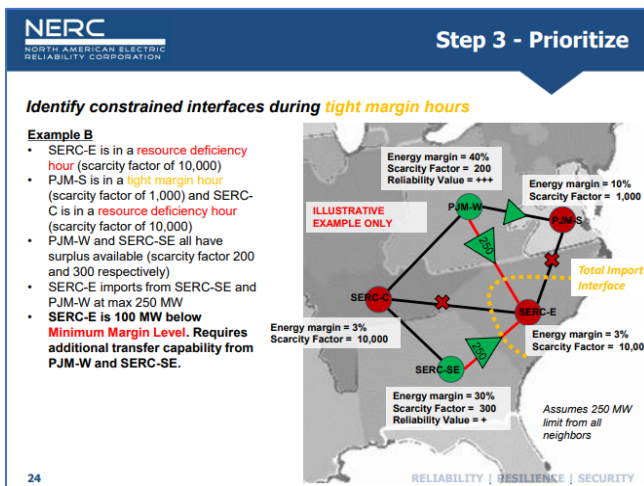 NERC
NORTH AMERICAN ELECTRIC
RELIABILITY CORPORATION
Step 3 - Prioritize
Identify constrained interfaces during tight margin hours
Example B
• SERC-E is in a resource deficiency
hour (scarcity factor of 10,000)
• PJM-S is in a tight margin hour
(scarcity factor of 1,000) and SERC-
C is in a resource deficiency hour
(scarcity factor of 10,000)
• PJM-W and SERC-SE all have
surplus available (scarcity factor 200
and 300 respectively)
• SERC-E imports from SERC-SE and
PJM-W at max 250 MW
• SERC-E is 100 MW below
Minimum Margin Level. Requires
additional transfer capability from
PJM-W and SERC-SE.
Energy margin = 40%
Scarcity Factor = 200
Reliability Value = +++
Energy margin = 10%
Scarcity Factor = 1,000
ILLUSTRATIVE
EXAMPLE ONLY
PJM-W
PJM-S
250
Total Import
Interface
SERC-C
SERC-E
Energy margin = 3%
Scarcity Factor = 10,000
Energy margin = 3%
Scarcity Factor = 10,00
SERC-SE
250
Energy margin = 30%
Scarcity Factor = 300
Reliability Value = +
Assumes 250 MW
limit from all
neighbors
24
RELIABILITY | RESILIENCE | SECURITY